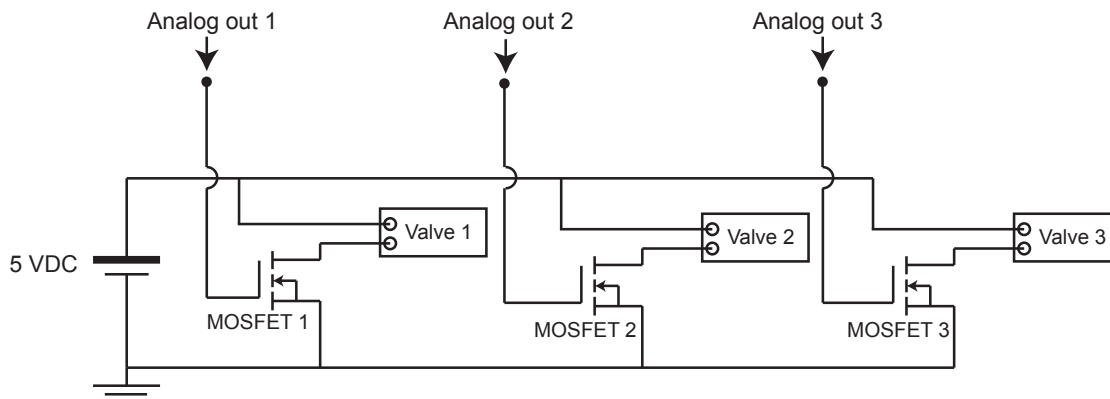 Analog out 1
Analog out 2
Analog out 3
Valve 1
Valve 2
Valve 3
5 VDC
MOSFET 1
MOSFET 2
MOSFET 3